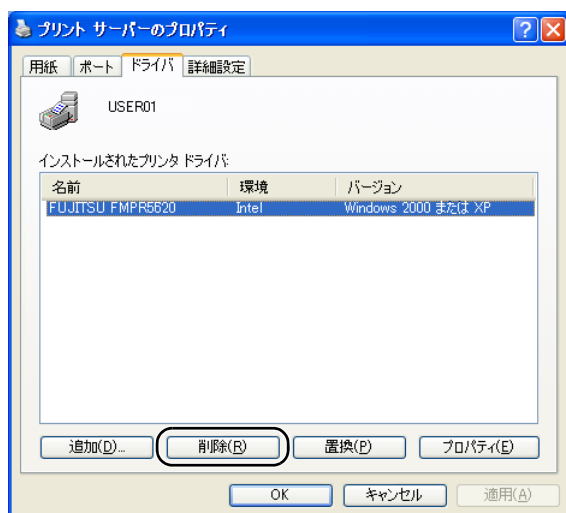 プリント サーバーのプロパティ
用紙 ポート ドライバ 詳細設定
USER01
インストールされたプリンタ ドライバ:
名前 環境 バージョン
FUJITSU FMPR5620 Intel Windows 2000 または XP
追加(D)... 削除(R) 置換(P) プロパティ(E)
OK キャンセル 適用(A)